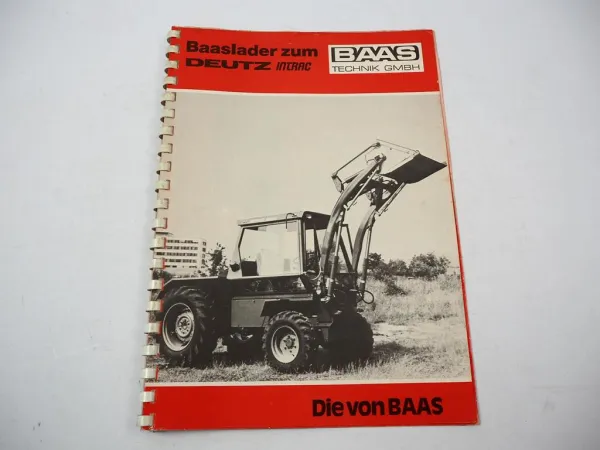 Baaslader zum
DEUTZ INTRAC
BAAS
TECHNIK GMBH
Die von BAAS